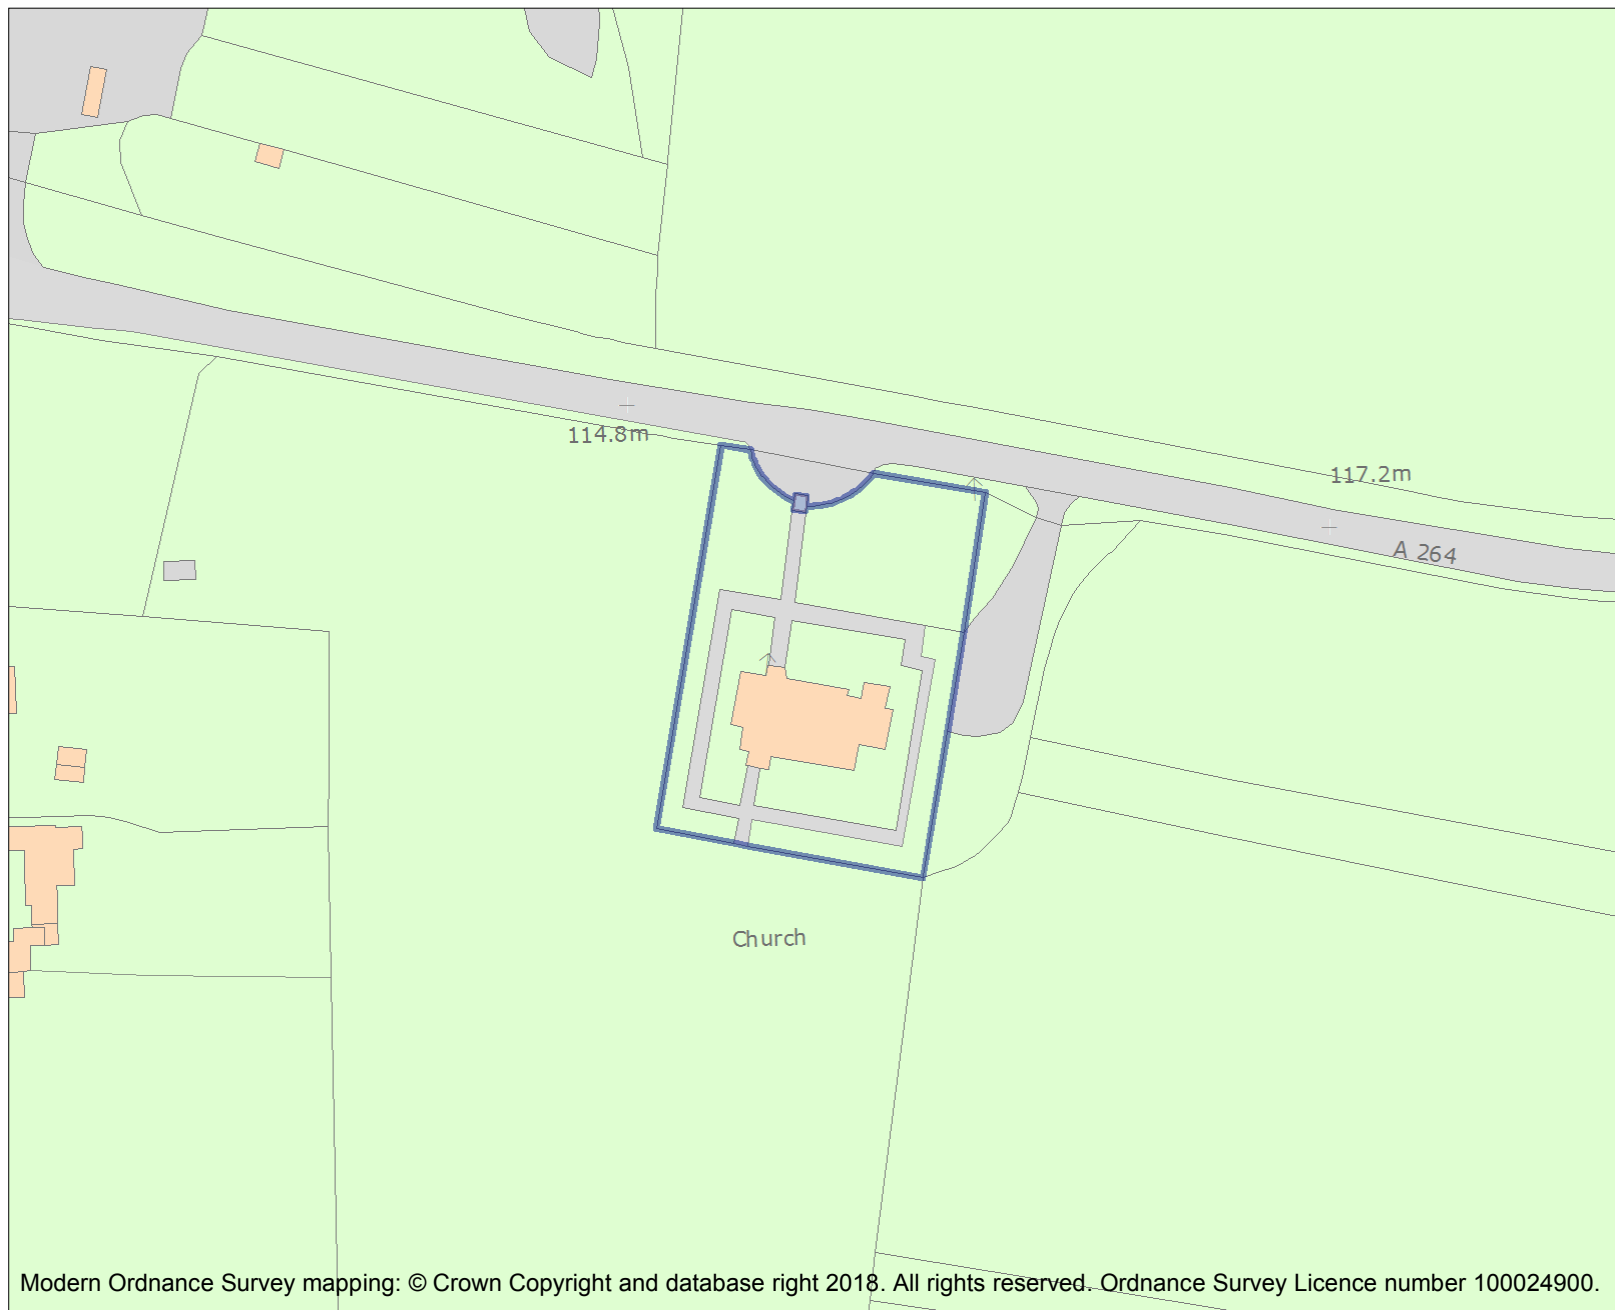 114.8m
117.2m
A 264
Church
Modern Ordnance Survey mapping: © Crown Copyright and database right 2018. All rights reserved. Ordnance Survey Licence number 100024900.